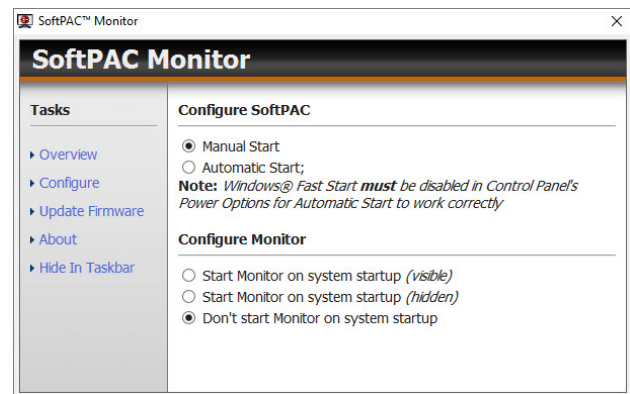 SoftPAC™ Monitor
SoftPAC Monitor
Tasks
Overview
Configure
Update Firmware
About
Hide In Taskbar
Configure SoftPAC
Manual Start
Automatic Start;
Note: Windows® Fast Start must be disabled in Control Panel's
Power Options for Automatic Start to work correctly
Configure Monitor
Start Monitor on system startup (visible)
Start Monitor on system startup (hidden)
Don't start Monitor on system startup